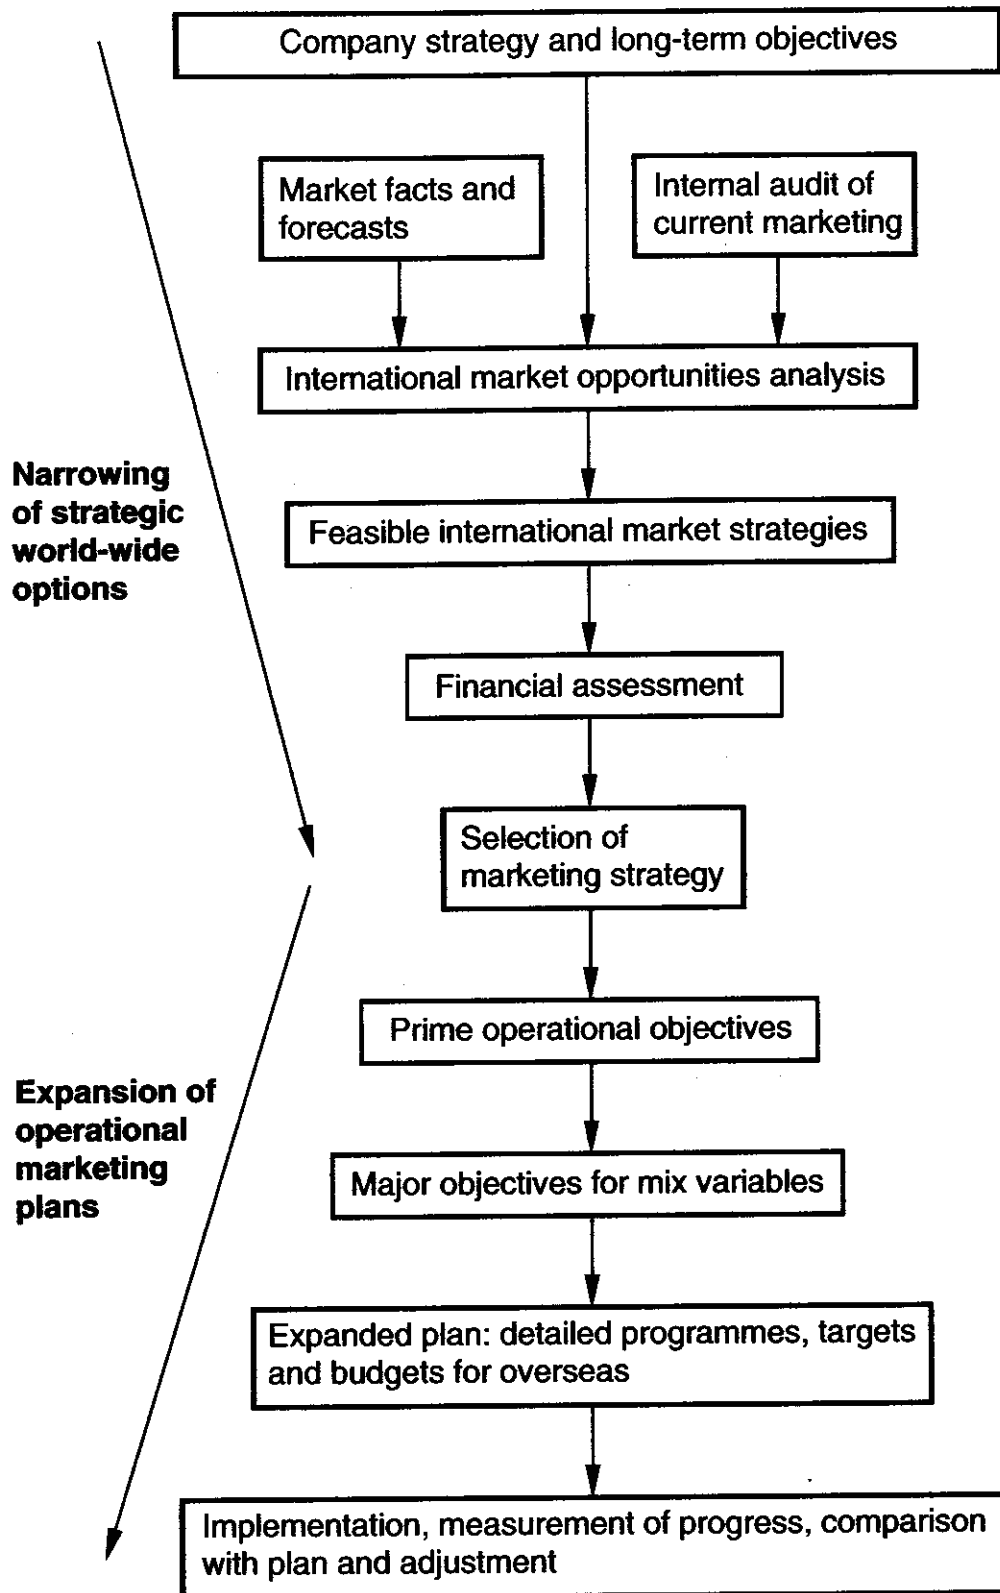 Company strategy and long-term objectives
Market facts and
forecasts
Internal audit of
current marketing
International market opportunities analysis
Narrowing
of strategic
world-wide
options
Feasible international market strategies
Financial assessment
Selection of
marketing strategy
Prime operational objectives
Expansion of
operational
marketing
plans
Major objectives for mix variables
Expanded plan: detailed programmes, targets
and budgets for overseas
Implementation, measurement of progress, comparison
with plan and adjustment